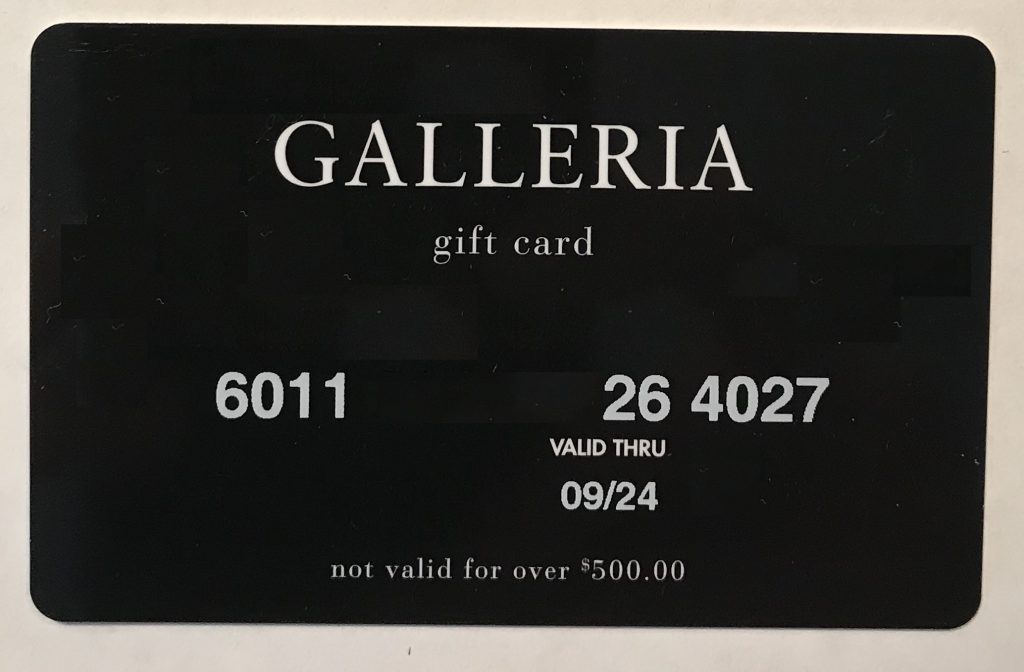 GALLERIA
gift card
6011 26 4027
VALID THRU
09/24
not valid for over $500.00